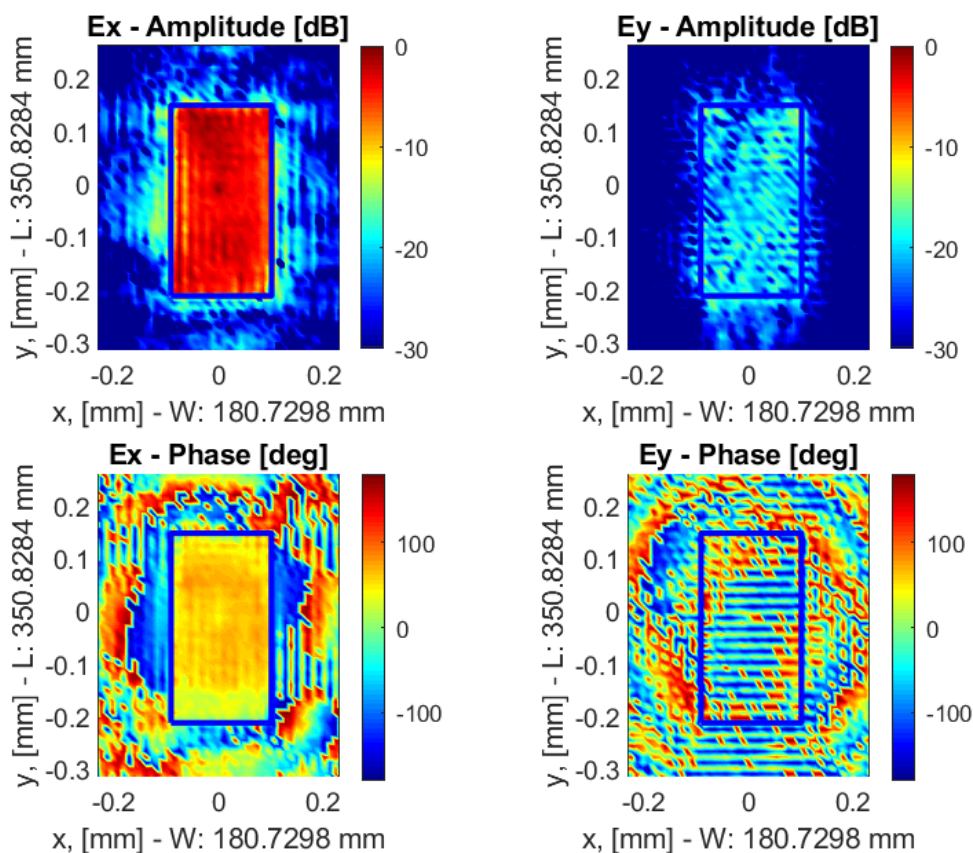 Ex - Amplitude [dB]
y, [mm] - L: 350.8284 mm
0.2
0.1
0
-0.1
-0.2
-0.3
-0.2 0 0.2
x, [mm] - W: 180.7298 mm
0
-10
-20
-30
Ey - Amplitude [dB]
y, [mm] - L: 350.8284 mm
0.2
0.1
0
-0.1
-0.2
-0.3
-0.2 0 0.2
x, [mm] - W: 180.7298 mm
0
-10
-20
-30
Ex - Phase [deg]
y, [mm] - L: 350.8284 mm
0.2
0.1
0
-0.1
-0.2
-0.3
-0.2 0 0.2
x, [mm] - W: 180.7298 mm
100
0
-100
Ey - Phase [deg]
y, [mm] - L: 350.8284 mm
0.2
0.1
0
-0.1
-0.2
-0.3
-0.2 0 0.2
x, [mm] - W: 180.7298 mm
100
0
-100